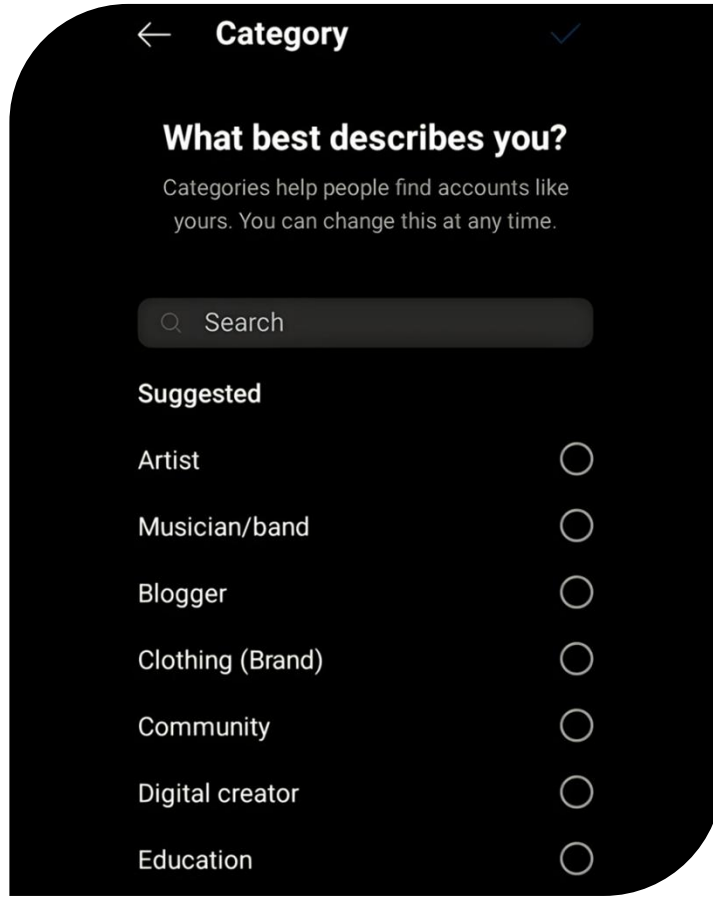 Category
What best describes you?
Categories help people find accounts like
yours. You can change this at any time.
Search
Suggested
Artist
Musician/band
Blogger
Clothing (Brand)
Community
Digital creator
Education